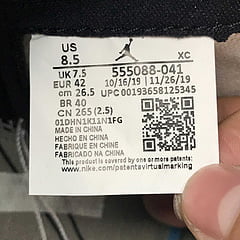 US
8.5
XC
UK 7.5
555088-041
EUR 42
10/16/19 | 11/26/19
cm 26.5
UPC 00193658125345
BR 40
CN 265 (2.5)
01DHN1K11N1FG
MADE IN CHINA
HECHO EN CHINA
FABRIQUE EN CHINE
FABRICADO NA CHINA
This product is covered by one or more patents.
www.nike.com/patentavirtualmarking